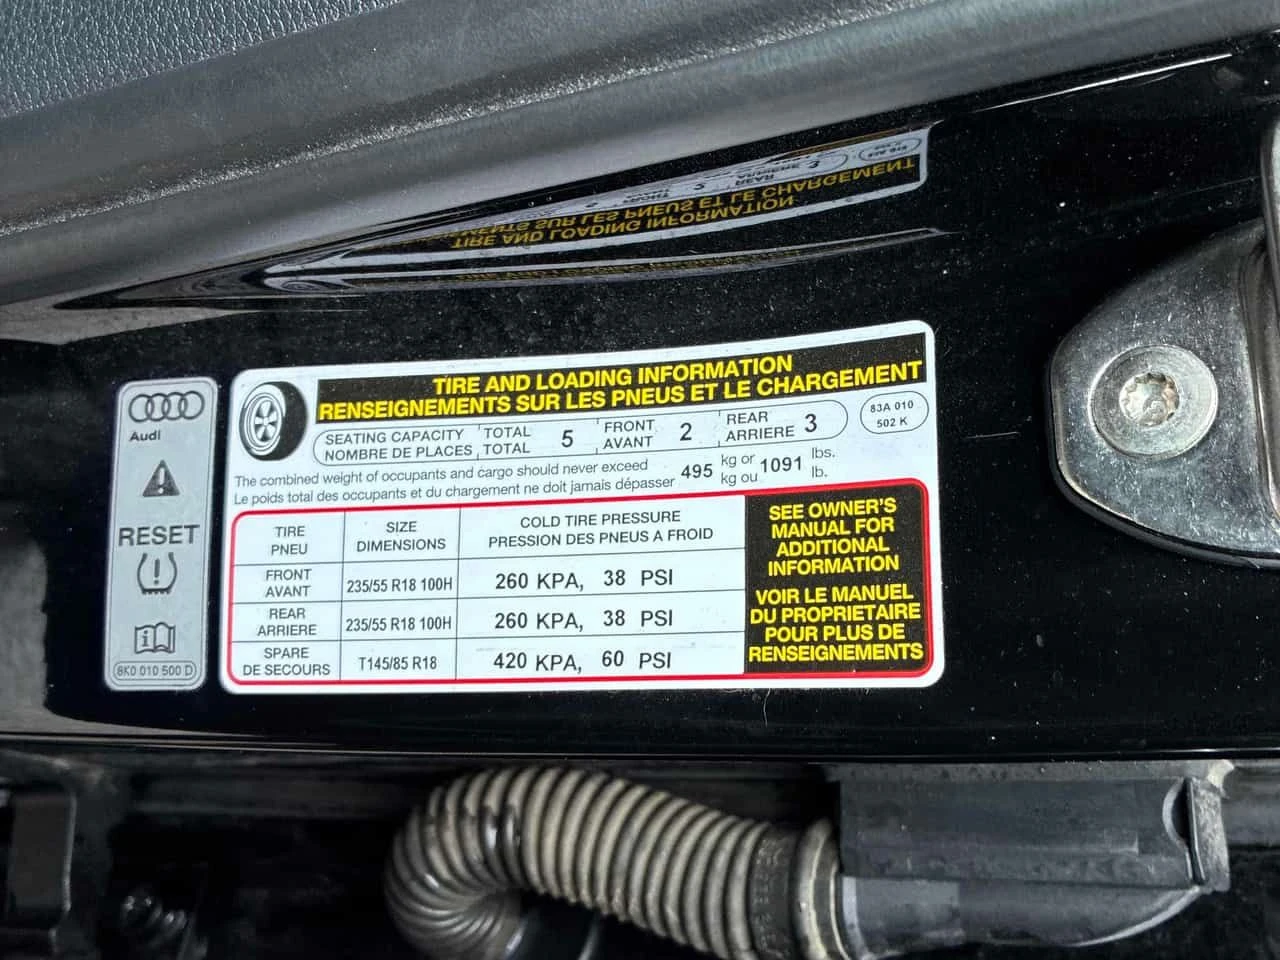 Audi
RESET
8K0 010 500 D
TIRE AND LOADING INFORMATION
RENSEIGNEMENTS SUR LES PNEUS ET LE CHARGEMENT
SEATING CAPACITY TOTAL 5 FRONT 2 REAR 3
NOMBRE DE PLACES TOTAL AVANT ARRIERE
83A 010
502 K
The combined weight of occupants and cargo should never exceed 495 kg or 1091 lbs.
Le poids total des occupants et du chargement ne doit jamais dépasser kg ou lb.
TIRE
PNEU
SIZE
DIMENSIONS
COLD TIRE PRESSURE
PRESSION DES PNEUS A FROID
FRONT
AVANT
235/55 R18 100H
260 KPA, 38 PSI
REAR
ARRIERE
235/55 R18 100H
260 KPA, 38 PSI
SPARE
DE SECOURS
T145/85 R18
420 KPA, 60 PSI
SEE OWNER'S
MANUAL FOR
ADDITIONAL
INFORMATION
VOIR LE MANUEL
DU PROPRIETAIRE
POUR PLUS DE
RENSEIGNEMENTS